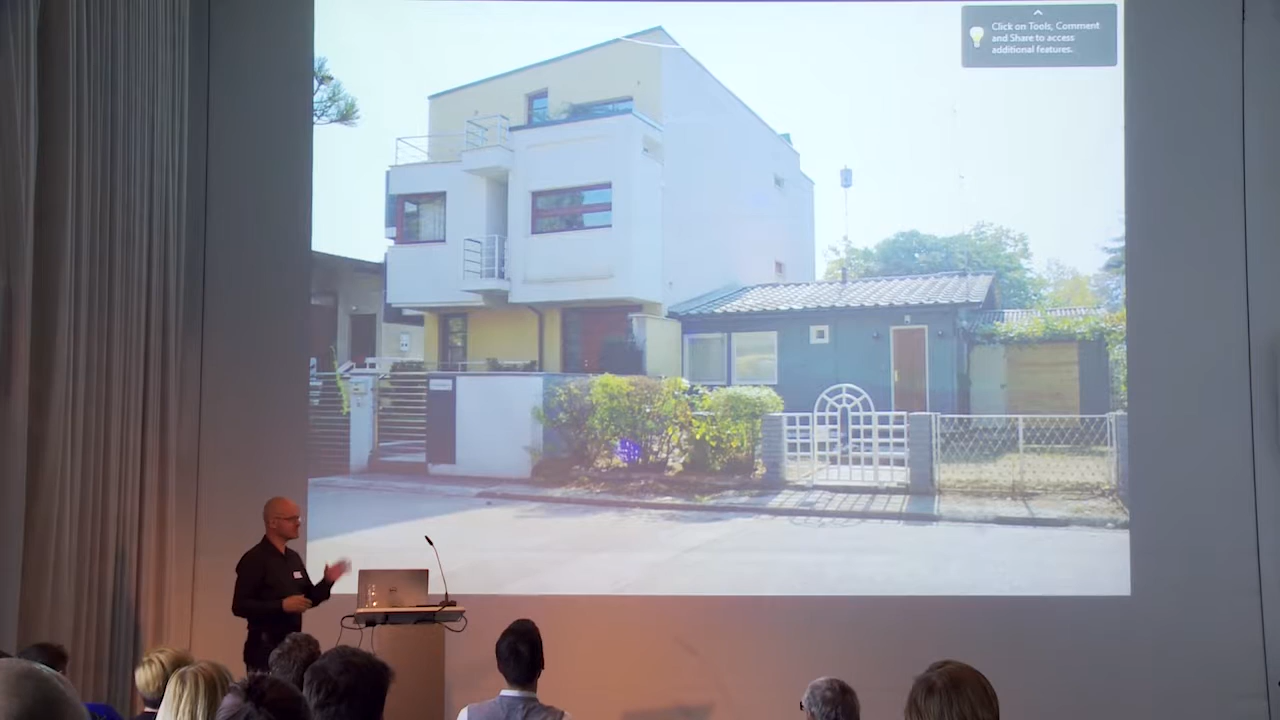 Click on Tools, Comment
and Share to access
additional features.